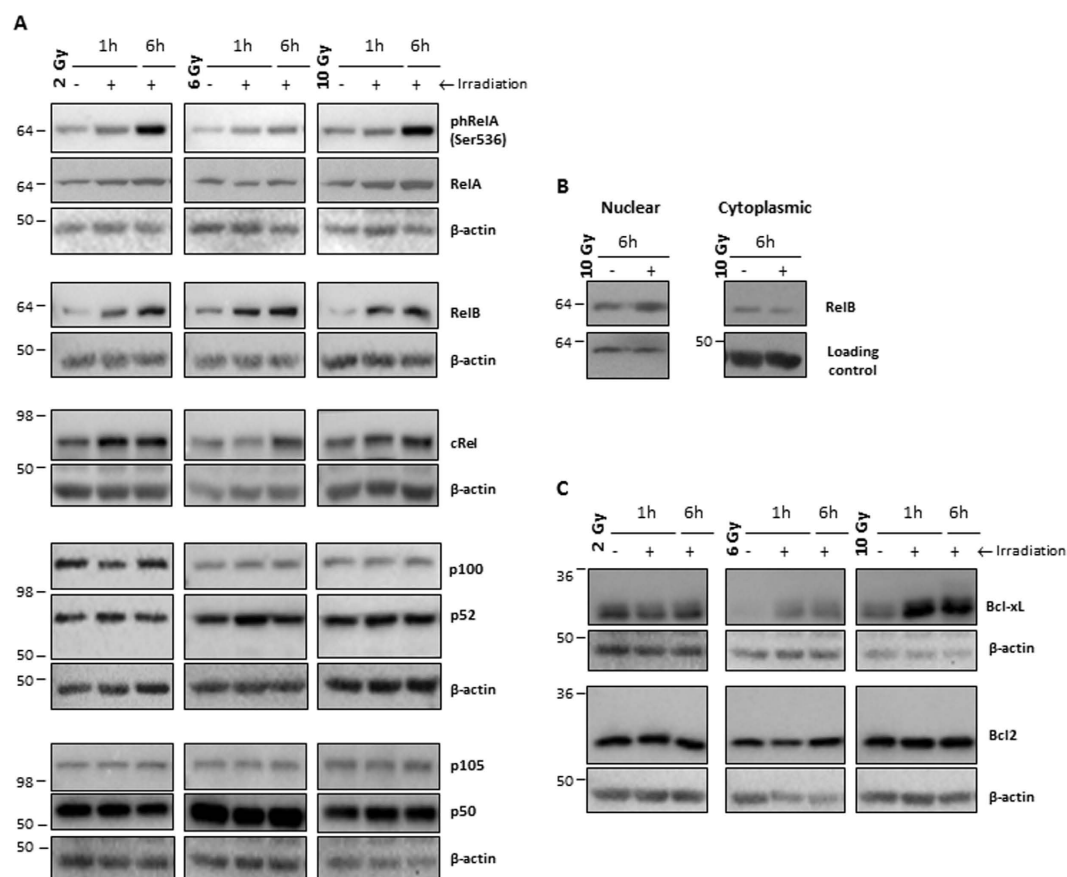 A
2 Gy 1h 6h 6 Gy 1h 6h 10 Gy 1h 6h
- + + - + + - + + ← Irradiation
64 phRelA
(Ser536)
64 RelA
50 β-actin
64 RelB
50 β-actin
98 cRel
50 β-actin
p100
98 p52
50
50 β-actin
p105
98
50 p50
50 β-actin
B
Nuclear Cytoplasmic
10 Gy 6h 10 Gy 6h
- + - +
64 RelB
64 50 Loading
control
C
2 Gy 1h 6h 6 Gy 1h 6h 10 Gy 1h 6h
- + + - + + - + + ← Irradiation
36 Bcl-xL
50 β-actin
36 Bcl2
50 β-actin